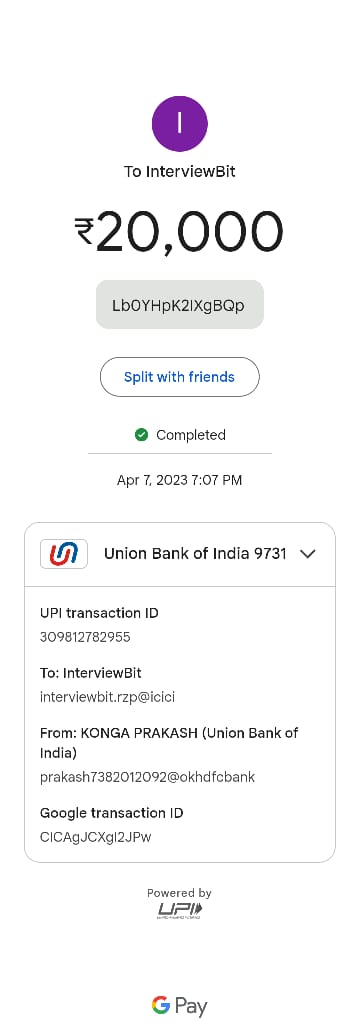 I
To InterviewBit
₹20,000
Lb0YHpK2IXgBQp
Split with friends
Completed
Apr 7, 2023 7:07 PM
Union Bank of India 9731
UPI transaction ID
309812782955
To: InterviewBit
interviewbit.rzp@icici
From: KONGA PRAKASH (Union Bank of
India)
prakash7382012092@okhdfcbank
Google transaction ID
CICAgJCXgI2JPw
Powered by
UPI
G Pay